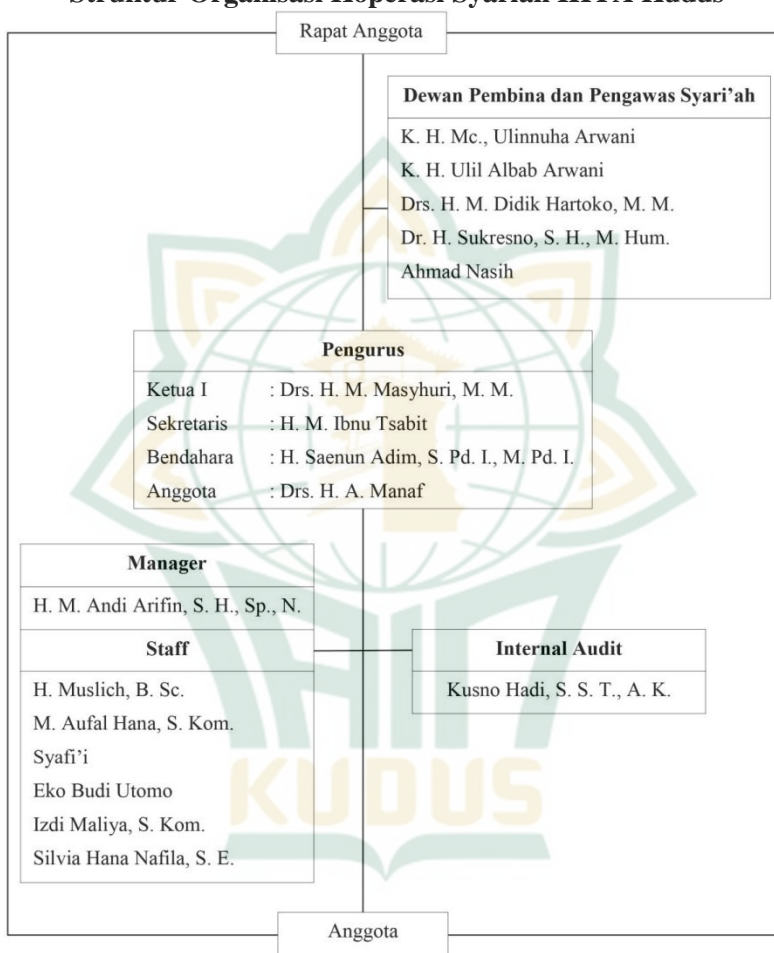 Rapat Anggota
Dewan Pembina dan Pengawas Syari'ah
K. H. Mc., Ulinnuha Arwani
K. H. Ulil Albab Arwani
Drs. H. M. Didik Hartoko, M. M.
Dr. H. Sukresno, S. H., M. Hum.
Ahmad Nasih
Pengurus
Ketua I : Drs. H. M. Masyhuri, M. M.
Sekretaris : H. M. Ibnu Tsabit
Bendahara : H. Saenun Adim, S. Pd. I., M. Pd. I.
Anggota : Drs. H. A. Manaf
Manager
H. M. Andi Arifin, S. H., Sp., N.
Staff
H. Muslich, B. Sc.
M. Aufal Hana, S. Kom.
Syafi'i
Eko Budi Utomo
Izdi Maliya, S. Kom.
Silvia Hana Nafila, S. E.
Internal Audit
Kusno Hadi, S. S. T., A. K.
KUDUS
Anggota